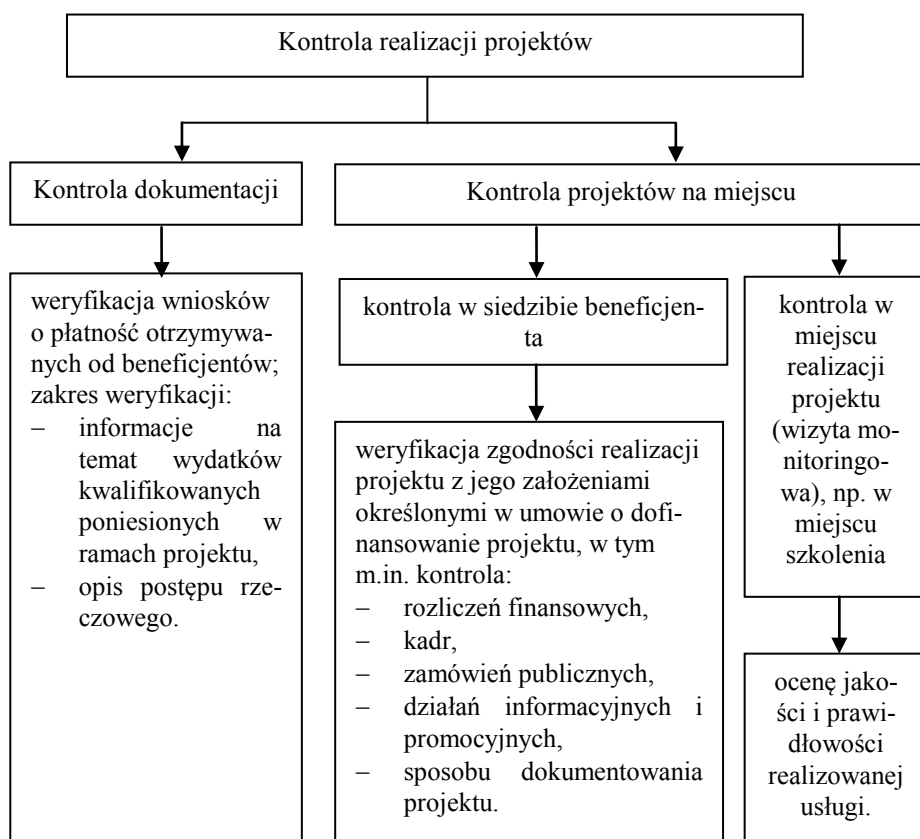 Kontrola realizacji projektów
Kontrola dokumentacji
Kontrola projektów na miejscu
weryfikacja wniosków
o płatność otrzymywa-
nych od beneficjentów;
zakres weryfikacji:
– informacje na
temat wydatków
kwalifikowanych
poniesionych w
ramach projektu,
– opis postępu rze-
czowego.
kontrola w siedzibie beneficjen-
ta
weryfikacja zgodności realizacji
projektu z jego założeniami
określonymi w umowie o dofi-
nansowanie projektu, w tym
m.in. kontrola:
– rozliczeń finansowych,
– kadr,
– zamówień publicznych,
– działań informacyjnych i
promocyjnych,
– sposobu dokumentowania
projektu.
kontrola w
miejscu
realizacji
projektu
(wizyta mo-
nitoringo-
wa), np. w
miejscu
szkolenia
ocenę jako-
ści i prawi-
dłowości
realizowanej
usługi.